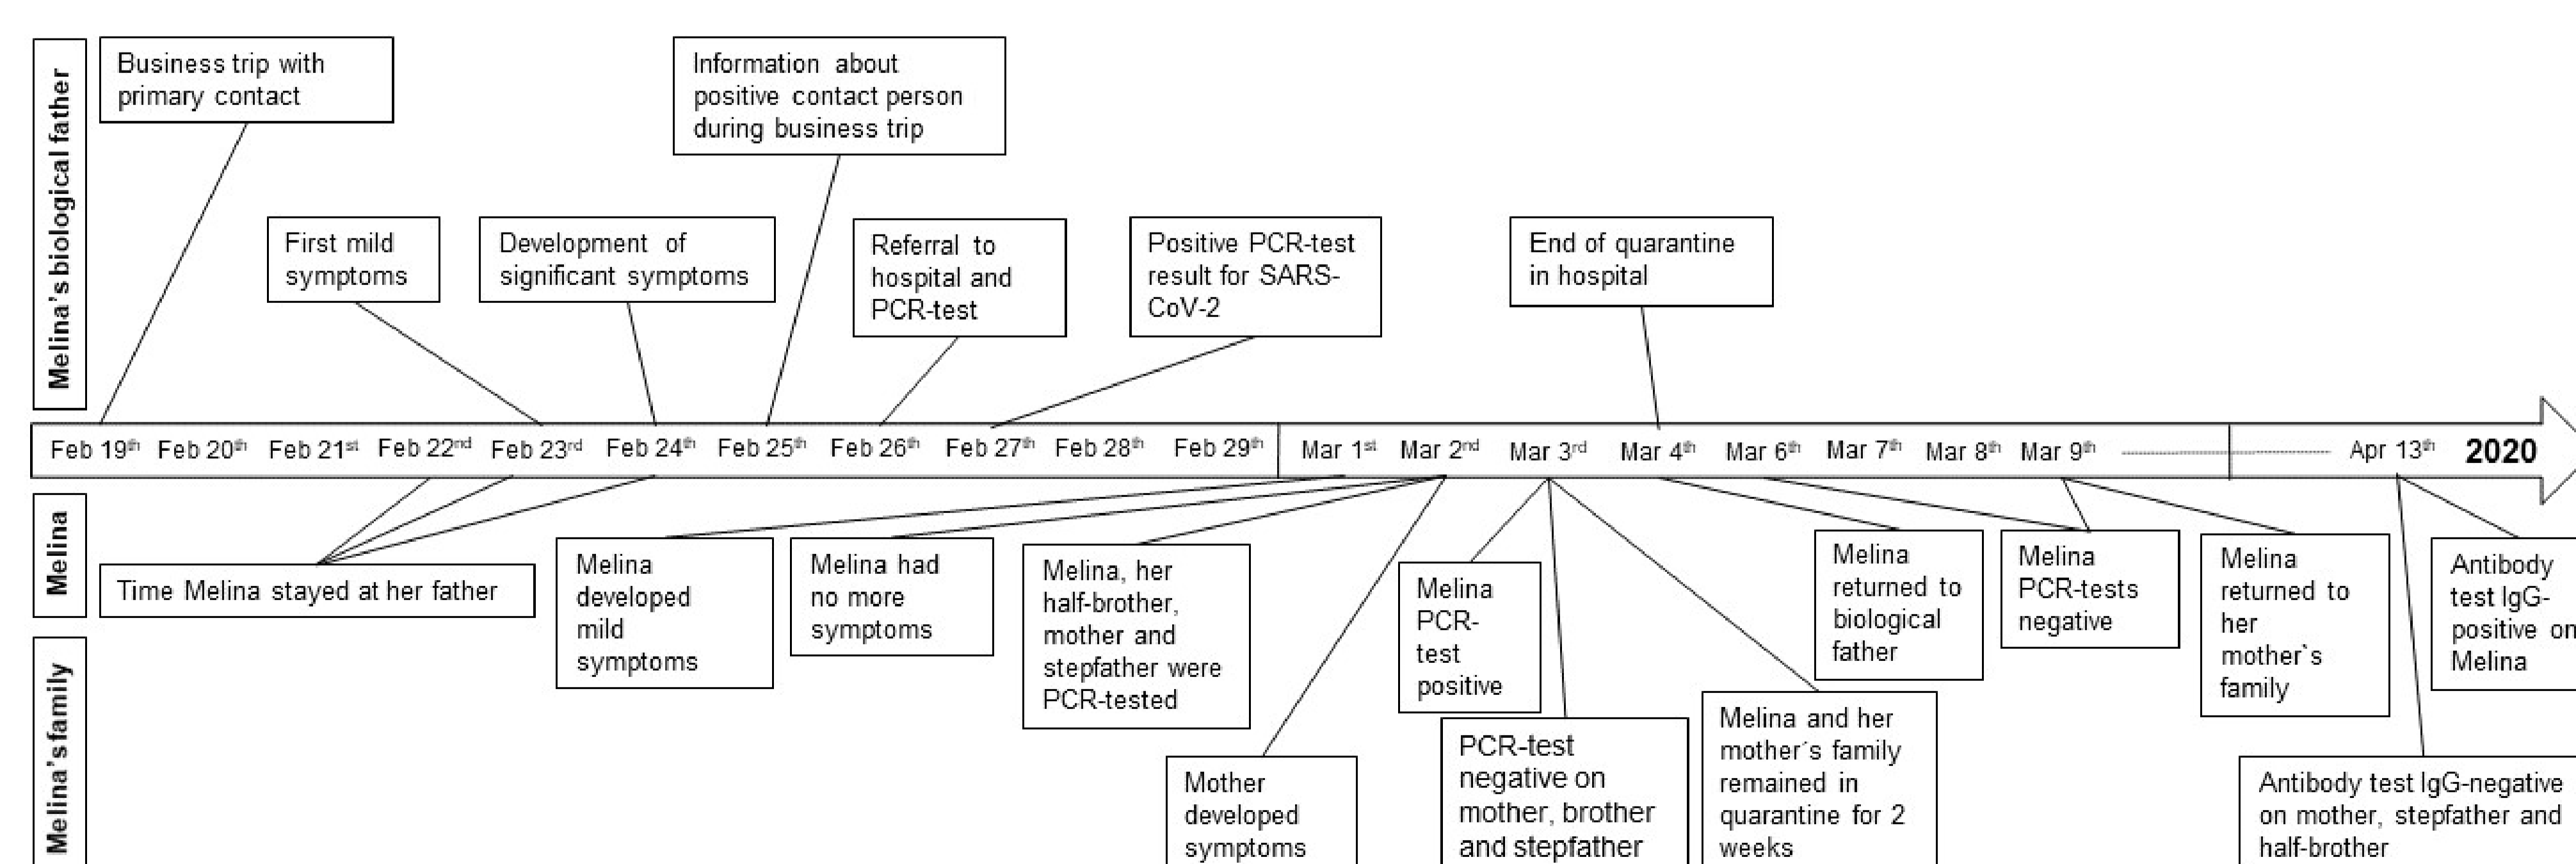 Melina's biological father
Business trip with
primary contact
Information about
positive contact person
during business trip
First mild
symptoms
Development of
significant symptoms
Referral to
hospital and
PCR-test
Positive PCR-test
result for SARS-
CoV-2
End of quarantine
in hospital
Feb 19th Feb 20th Feb 21st Feb 22nd Feb 23rd Feb 24th Feb 25th Feb 26th Feb 27th Feb 28th Feb 29th Mar 1st Mar 2nd Mar 3rd Mar 4th Mar 6th Mar 7th Mar 8th Mar 9th Apr 13th 2020
Melina
Time Melina stayed at her father
Melina
developed
mild
symptoms
Melina had
no more
symptoms
Melina, her
half-brother,
mother and
stepfather were
PCR-tested
Melina
PCR-
test
positive
Melina
returned to
biological
father
Melina
PCR-tests
negative
Melina
returned to
her
mother`s
family
Antibody
test IgG-
positive on
Melina
Melina's family
Mother
developed
symptoms
PCR-test
negative on
mother, brother
and stepfather
Melina and her
mother´s family
remained in
quarantine for 2
weeks
Antibody test IgG-negative
on mother, stepfather and
half-brother